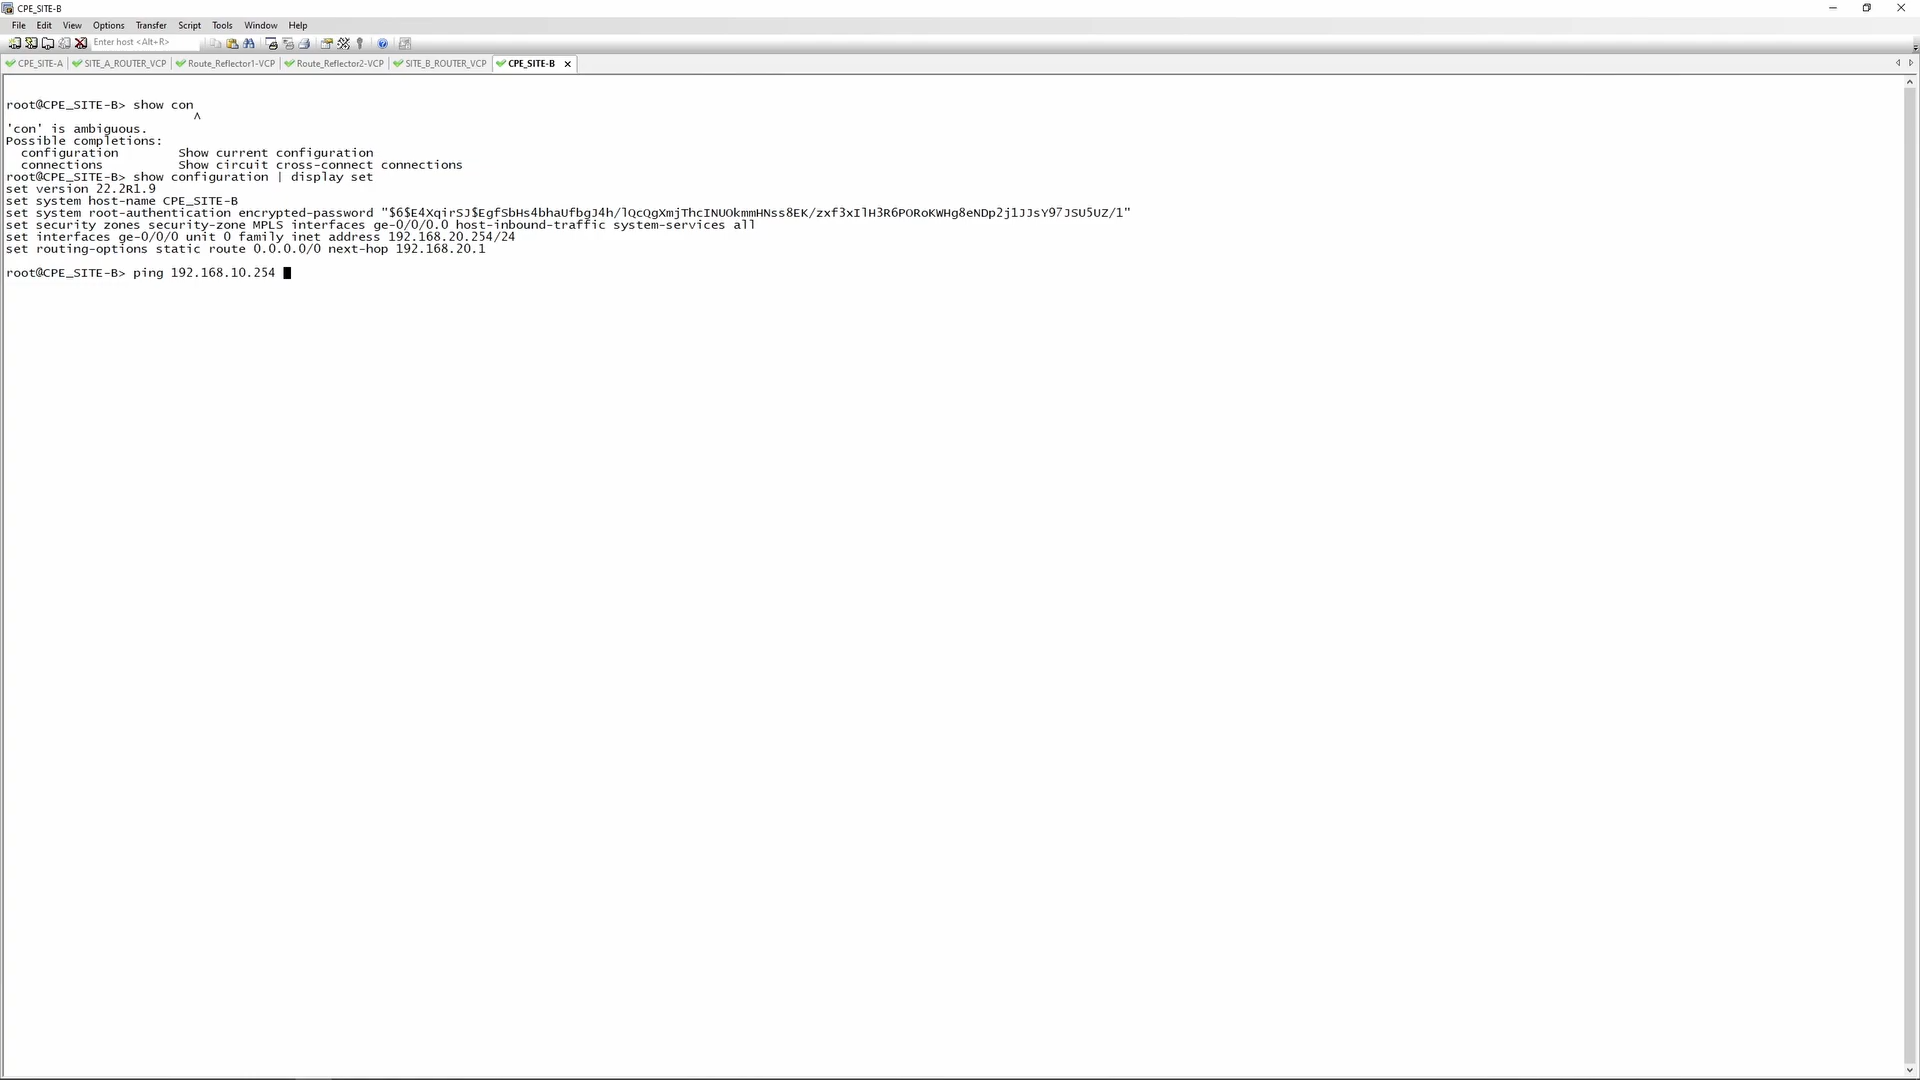 CPE_SITE-B
File Edit View Options Transfer Script Tools Window Help
Enter host <Alt+R>
CPE_SITE-A SITE_A_ROUTER_VCP Route_Reflector1-VCP Route_Reflector2-VCP SITE_B_ROUTER_VCP CPE_SITE-B
root@CPE_SITE-B> show con
^
'con' is ambiguous.
Possible completions:
configuration Show current configuration
connections Show circuit cross-connect connections
root@CPE_SITE-B> show configuration | display set
set version 22.2R1.9
set system host-name CPE_SITE-B
set system root-authentication encrypted-password "$6$E4XqirSJ$EgfSbHs4bhaUfbgJ4h/lQcQgXmjThcINUOkmmHNss8EK/zxf3xIlH3R6PORoKWHg8eNDp2j1JJsY97JSU5UZ/1"
set security zones security-zone MPLS interfaces ge-0/0/0.0 host-inbound-traffic system-services all
set interfaces ge-0/0/0 unit 0 family inet address 192.168.20.254/24
set routing-options static route 0.0.0.0/0 next-hop 192.168.20.1
root@CPE_SITE-B> ping 192.168.10.254